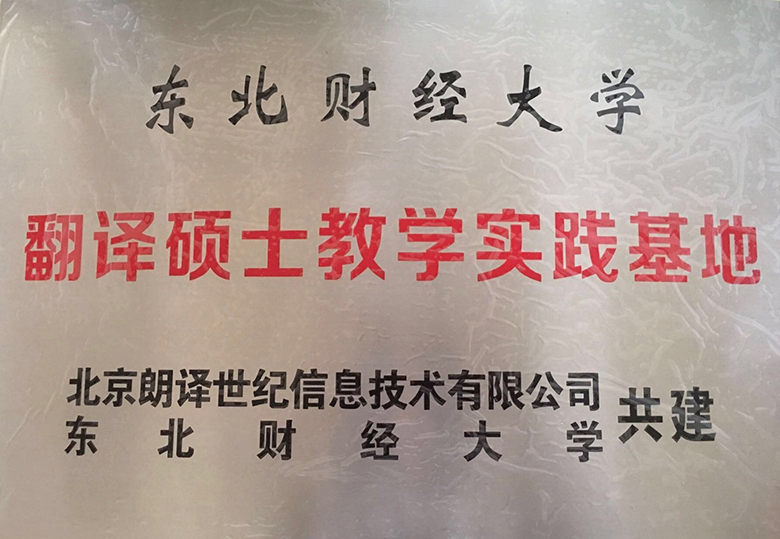 东北财经大学
翻译硕士教学实践基地
北京朗译世纪信息技术有限公司
东北财经大学
共建